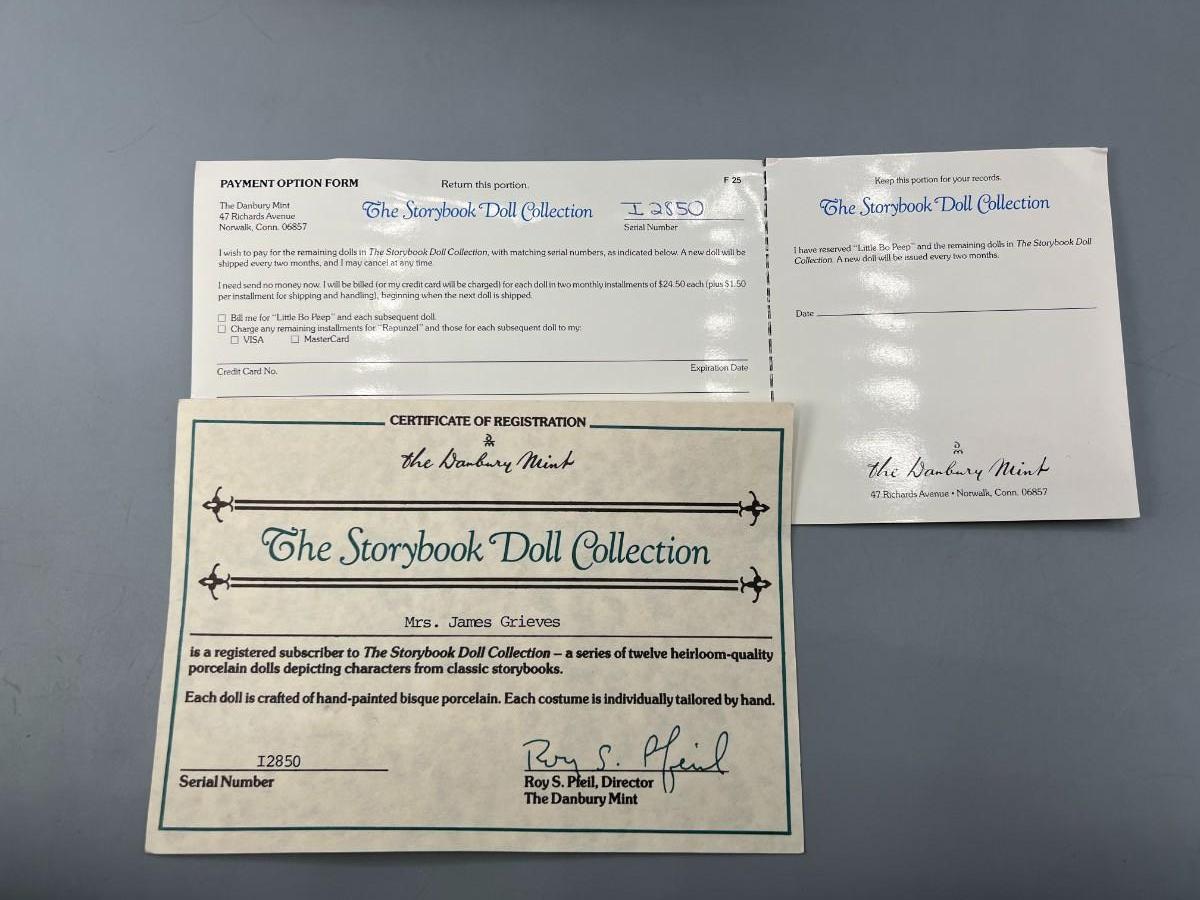 PAYMENT OPTION FORM
Return this portion.
F 25
The Danbury Mint
47 Richards Avenue
Norwalk, Conn. 06857
The Storybook Doll Collection
I 2850
Serial Number
I wish to pay for the remaining dolls in The Storybook Doll Collection, with matching serial numbers, as indicated below. A new doll will be
shipped every two months, and I may cancel at any time.
I need send no money now. I will be billed (or my credit card will be charged) for each doll in two monthly installments of $24.50 each (plus $1.50
per installment for shipping and handling), beginning when the next doll is shipped.
☐ Bill me for "Little Bo Peep" and each subsequent doll.
☐ Charge any remaining installments for "Rapunzel" and those for each subsequent doll to my:
☐ VISA ☐ MasterCard
Credit Card No.
Expiration Date
Keep this portion for your records.
The Storybook Doll Collection
I have reserved "Little Bo Peep" and the remaining dolls in The Storybook Doll
Collection. A new doll will be issued every two months.
Date
the Danbury Mint
47 Richards Avenue • Norwalk, Conn. 06857
CERTIFICATE OF REGISTRATION
the Danbury Mint
The Storybook Doll Collection
Mrs. James Grieves
is a registered subscriber to The Storybook Doll Collection – a series of twelve heirloom-quality
porcelain dolls depicting characters from classic storybooks.
Each doll is crafted of hand-painted bisque porcelain. Each costume is individually tailored by hand.
I2850
Serial Number
Roy S. Pfeil
Roy S. Pfeil, Director
The Danbury Mint